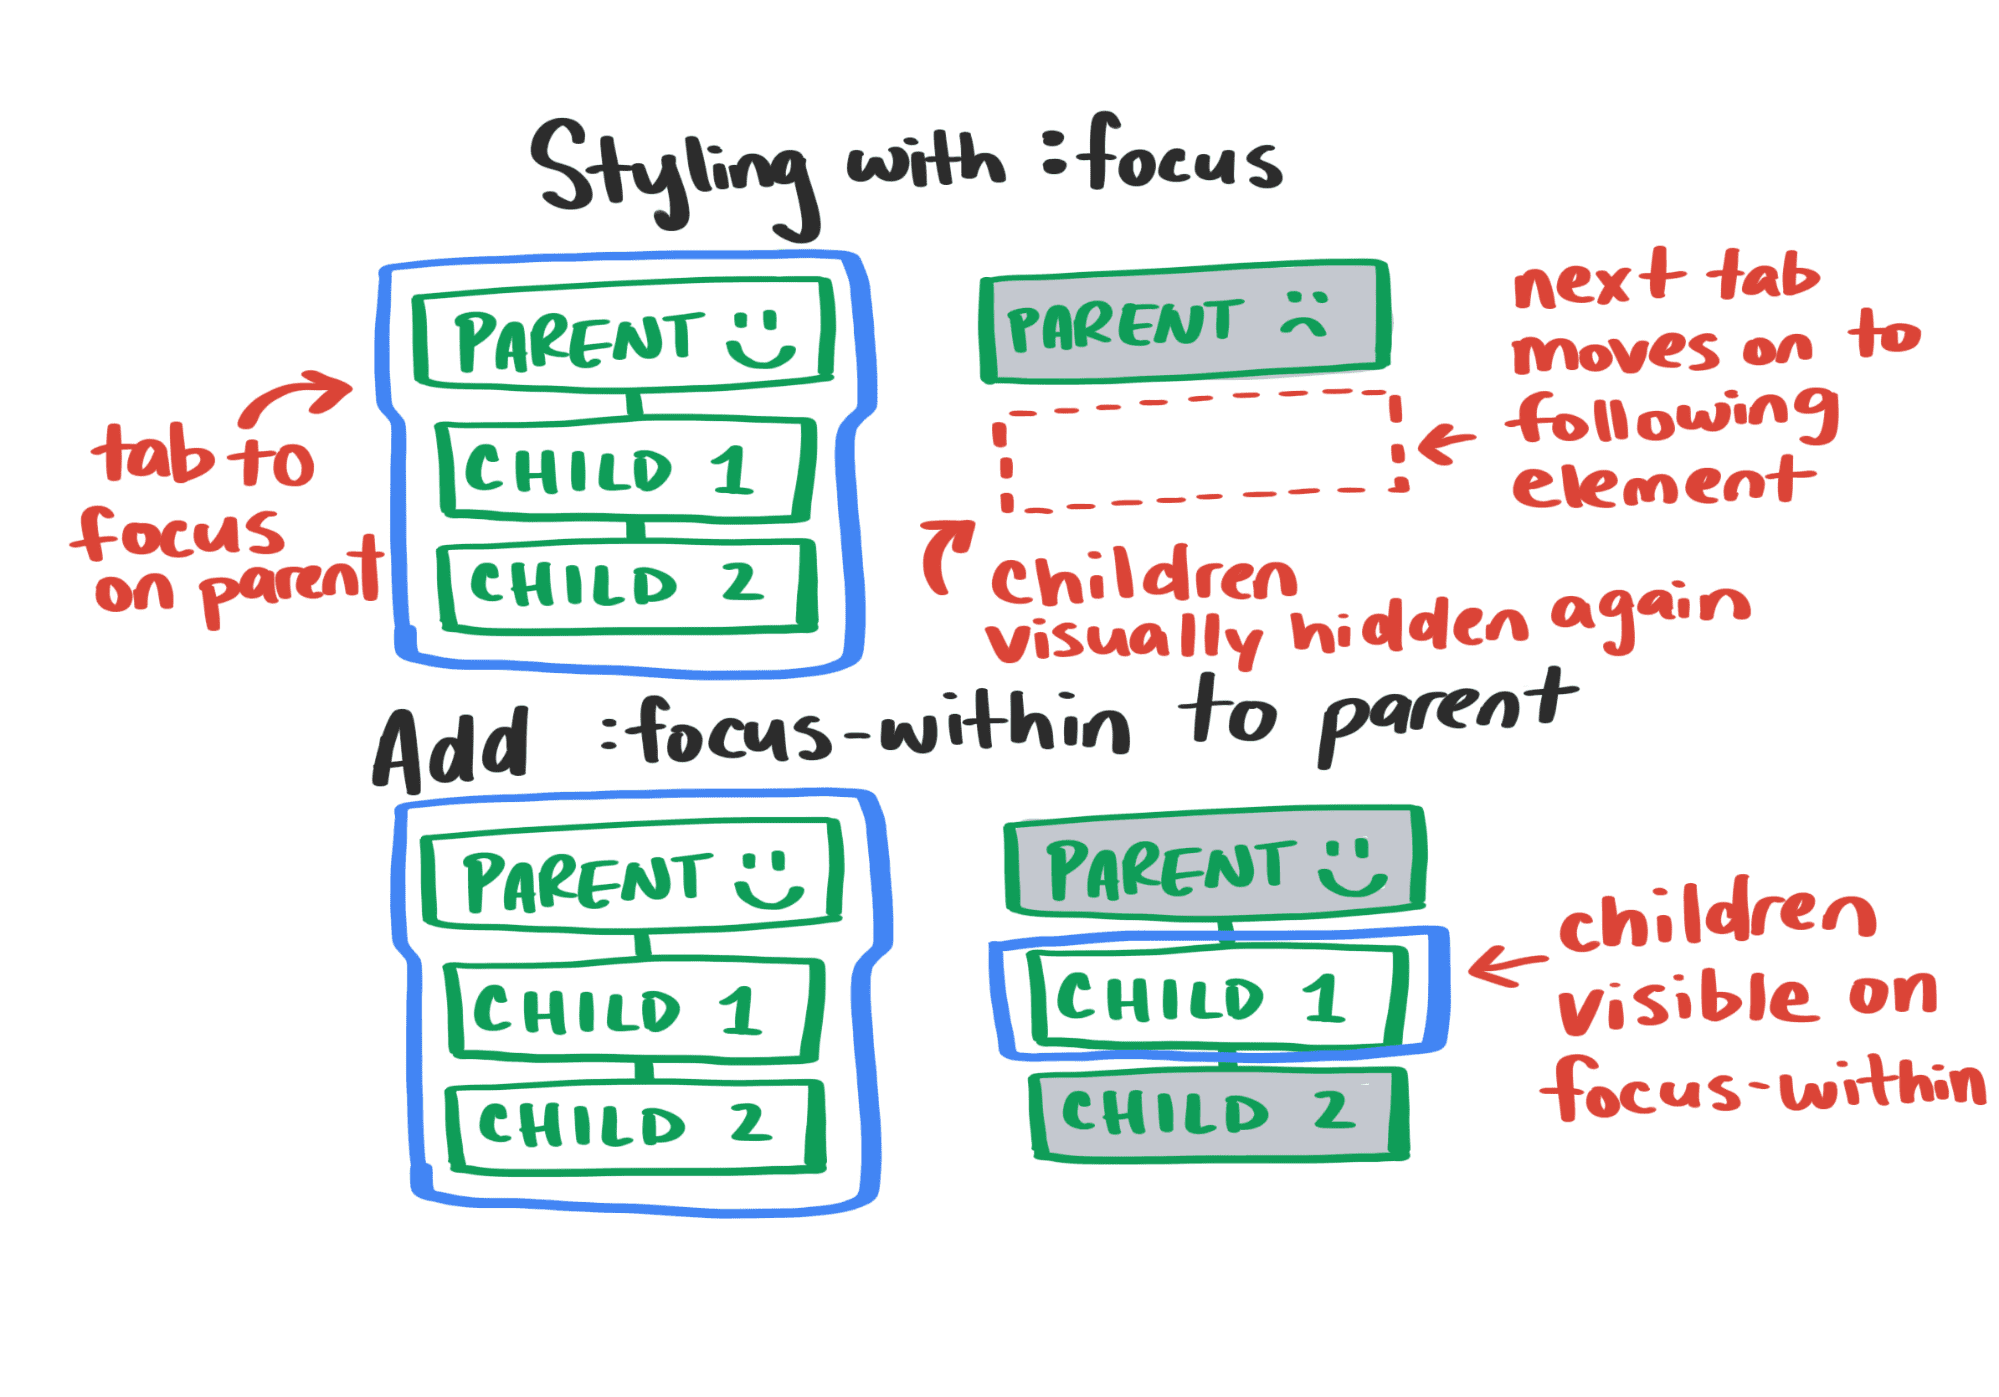 Styling with :focus
tab to
focus
on parent
PARENT
CHILD 1
CHILD 2
PARENT
next tab
moves on to
following
element
children
visually hidden again
Add :focus-within to parent
PARENT
CHILD 1
CHILD 2
PARENT
CHILD 1
CHILD 2
children
visible on
focus-within